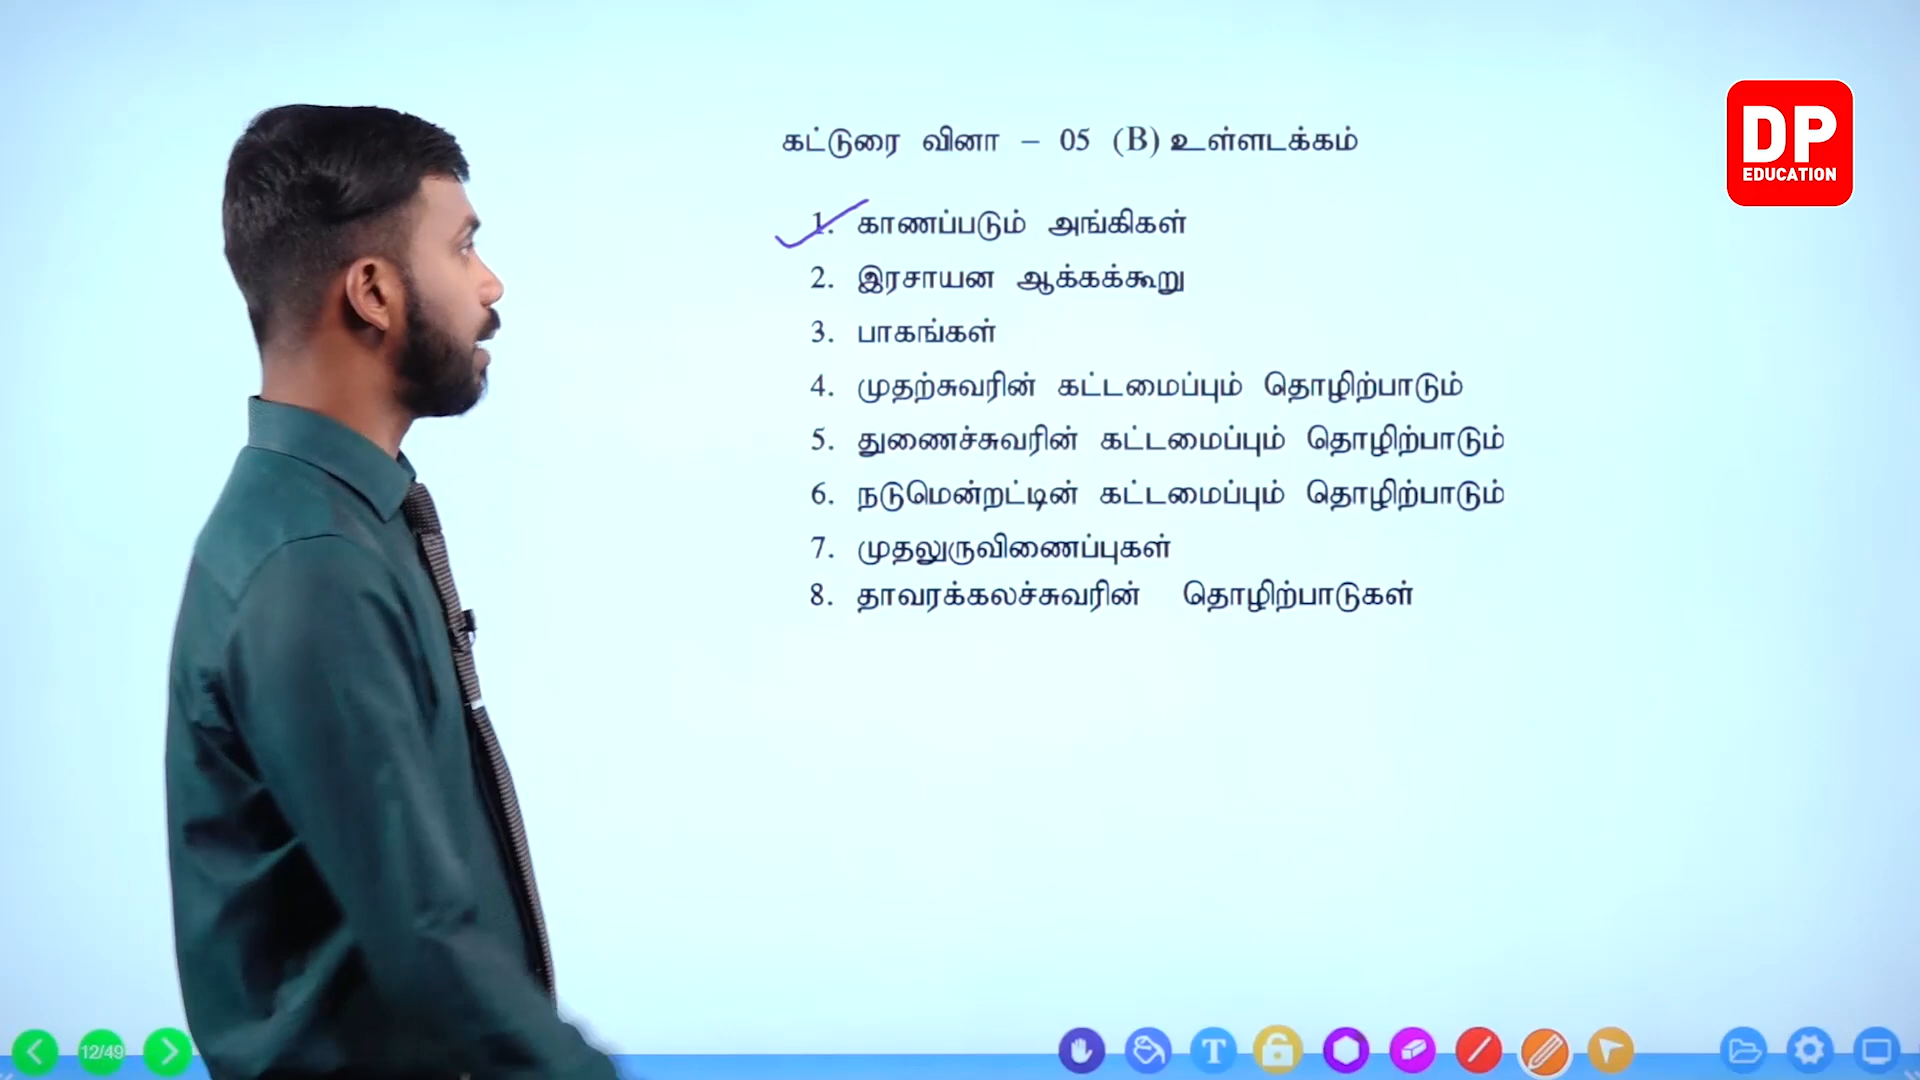 DP
EDUCATION
கட்டுரை வினா – 05 (B) உள்ளடக்கம்
1. காணப்படும் அங்கிகள்
2. இரசாயன ஆக்கக்கூறு
3. பாகங்கள்
4. முதற்சுவரின் கட்டமைப்பும் தொழிற்பாடும்
5. துணைச்சுவரின் கட்டமைப்பும் தொழிற்பாடும்
6. நடுமென்றட்டின் கட்டமைப்பும் தொழிற்பாடும்
7. முதலுருவிணைப்புகள்
8. தாவரக்கலச்சுவரின் தொழிற்பாடுகள்
12/49
T